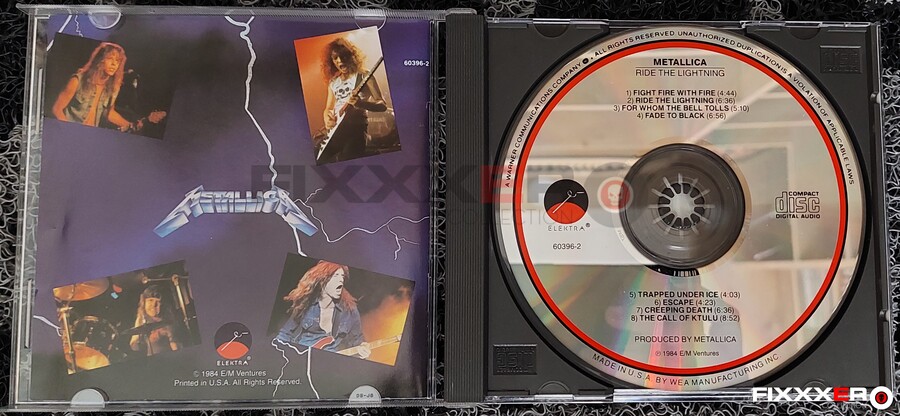 60396-2
METALLICA
ELEKTRA®
℗ 1984 E/M Ventures
Printed in U.S.A. All Rights Reserved.
A WARNER COMMUNICATIONS COMPANY • ALL RIGHTS RESERVED. UNAUTHORIZED DUPLICATION IS A VIOLATION OF APPLICABLE LAWS
METALLICA
RIDE THE LIGHTNING
1) FIGHT FIRE WITH FIRE (4:44)
2) RIDE THE LIGHTNING (6:36)
3) FOR WHOM THE BELL TOLLS (5:10)
4) FADE TO BLACK (6:56)
ELEKTRA®
60396-2
COMPACT
disc
DIGITAL AUDIO
5) TRAPPED UNDER ICE (4:03)
6) ESCAPE (4:23)
7) CREEPING DEATH (6:36)
8) THE CALL OF KTULU (8:52)
PRODUCED BY METALLICA
℗ 1984 E/M Ventures
MADE IN U.S.A. BY WEA MANUFACTURING INC
FIXXXER
COLLECTION
FIXXXER